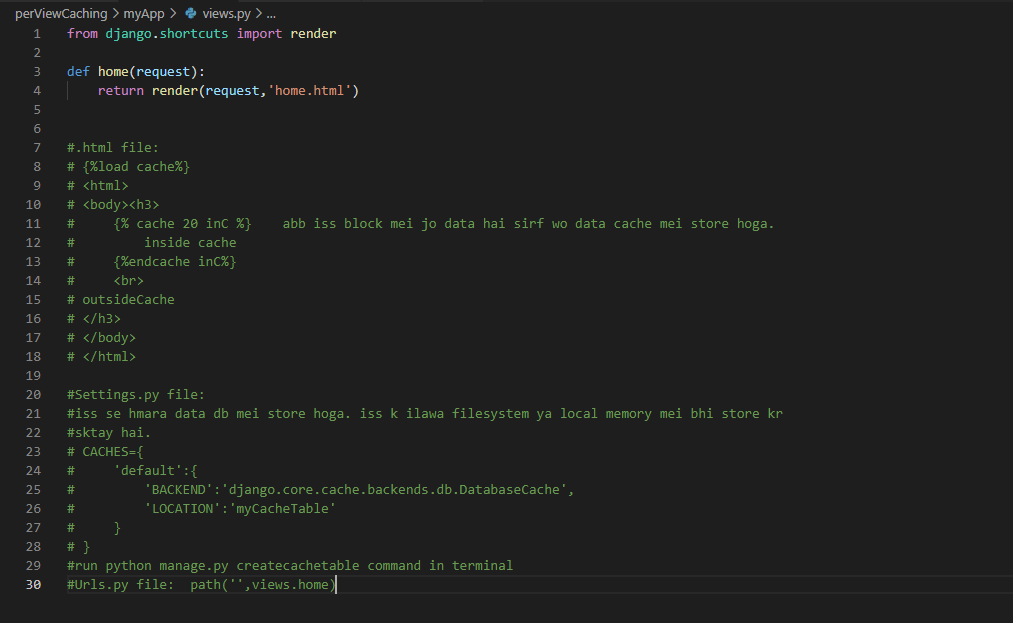 perViewCaching > myApp > views.py > ...
1 from django.shortcuts import render
2
3 def home(request):
4     return render(request,'home.html')
5
6
7 #.html file:
8 # {%load cache%}
9 # <html>
10 # <body><h3>
11 #     {% cache 20 inC %}    abb iss block mei jo data hai sirf wo data cache mei store hoga.
12 #         inside cache
13 #     {%endcache inC%}
14 #     <br>
15 # outsideCache
16 # </h3>
17 # </body>
18 # </html>
19
20 #Settings.py file:
21 #iss se hmara data db mei store hoga. iss k ilawa filesystem ya local memory mei bhi store kr
22 #sktay hai.
23 # CACHES={
24 #     'default':{
25 #         'BACKEND':'django.core.cache.backends.db.DatabaseCache',
26 #         'LOCATION':'myCacheTable'
27 #     }
28 # }
29 #run python manage.py createcachetable command in terminal
30 #Urls.py file:  path('',views.home)